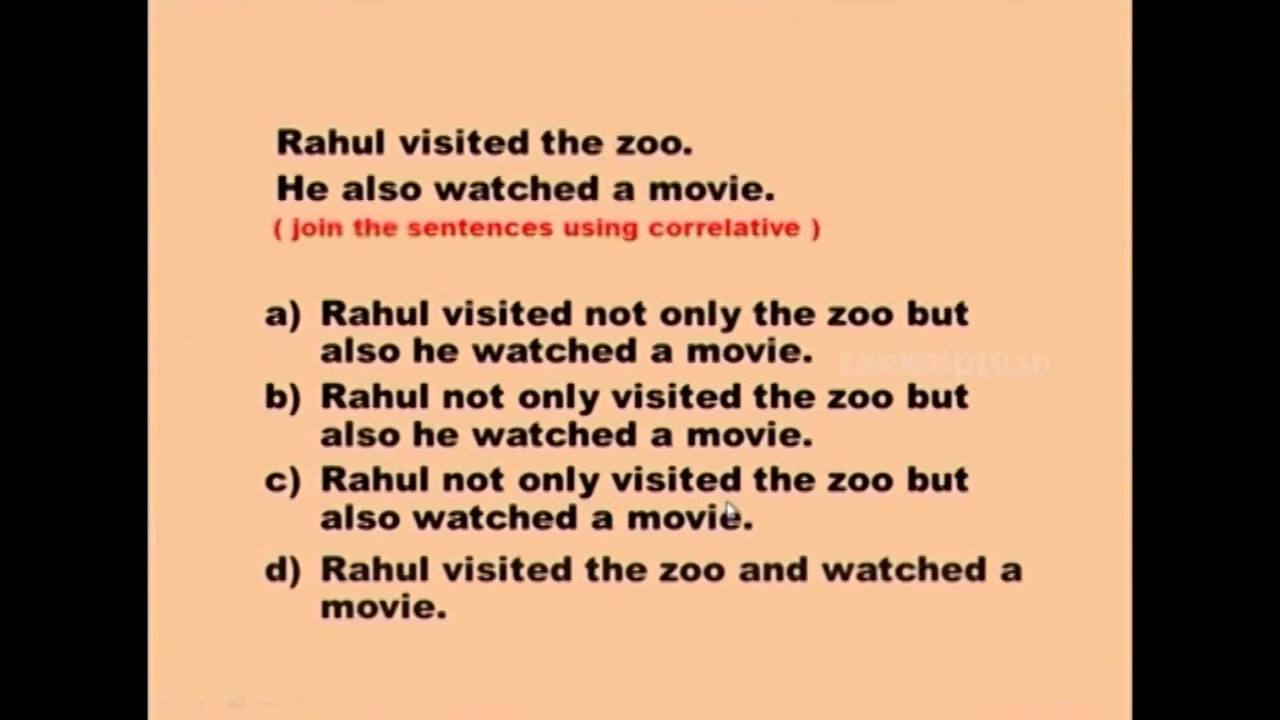 Rahul visited the zoo.
He also watched a movie.
( join the sentences using correlative )
a) Rahul visited not only the zoo but
also he watched a movie.
b) Rahul not only visited the zoo but
also he watched a movie.
c) Rahul not only visited the zoo but
also watched a movie.
d) Rahul visited the zoo and watched a
movie.